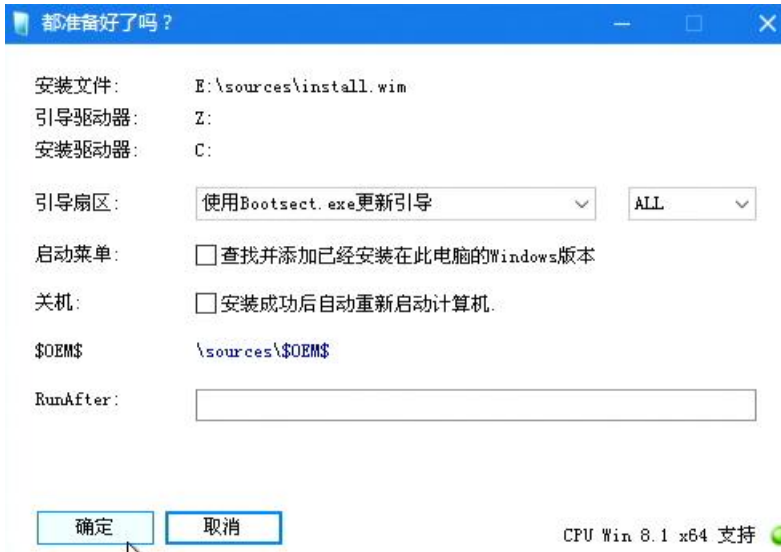 都准备好了吗？
安装文件: E:\sources\install.wim
引导驱动器: Z:
安装驱动器: C:
引导扇区: 使用Bootsect.exe更新引导 ALL
启动菜单: 查找并添加已经安装在此电脑的Windows版本
关机: 安装成功后自动重新启动计算机.
$OEM$ \sources\$OEM$
RunAfter:
确定 取消
CPU Win 8.1 x64 支持